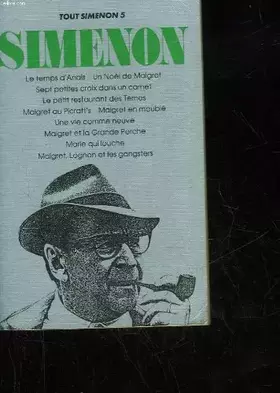 TOUT SIMENON 5
SIMENON
Le temps d'Anaïs Un Noël de Maigret
Sept petites croix dans un carnet
Le petit restaurant des Ternes
Maigret au Picratt's Maigret en meublé
Une vie comme neuve
Maigret et la Grande Perche
Marie qui louche
Maigret, Lognon et les gangsters